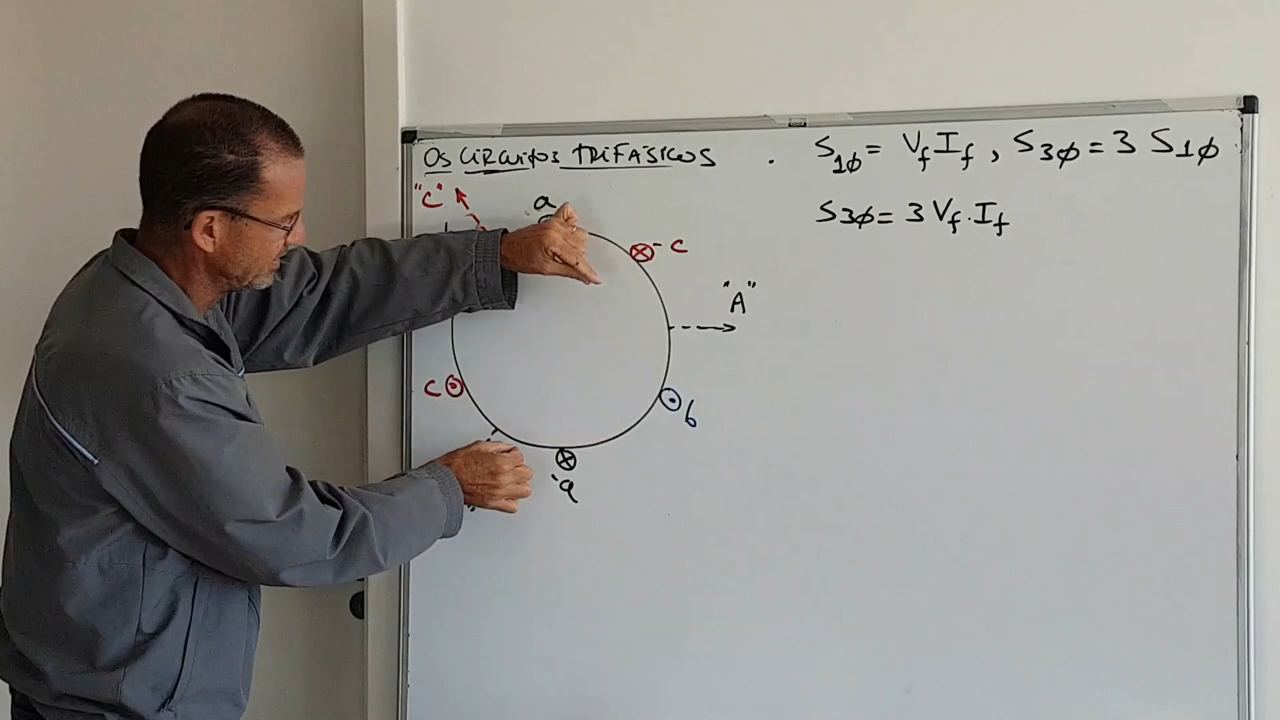 Os CIRCUITOS TRIFÁSICOS .
S1ϕ = Vf If , S3ϕ = 3 S1ϕ
S3ϕ = 3 Vf . If
"C"
a
-c
"A"
c
b
-a